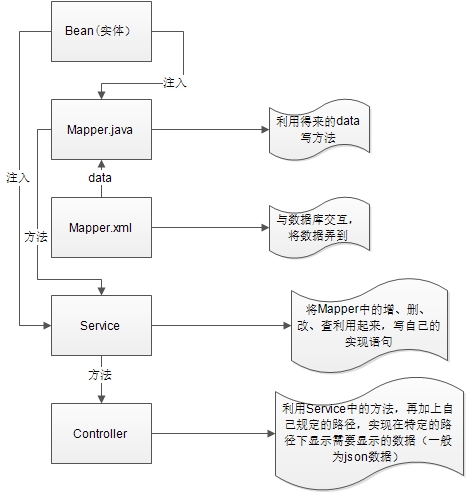 Bean(实体)
注入
Mapper.java
利用得来的data
写方法
data
注入
Mapper.xml
与数据库交互,
将数据弄到
方法
Service
将Mapper中的增、删、
改、查利用起来，写自己的
实现语句
方法
Controller
利用Service中的方法，再加上自
己规定的路径，实现在特定的路
径下显示需要显示的数据（一般
为json数据）